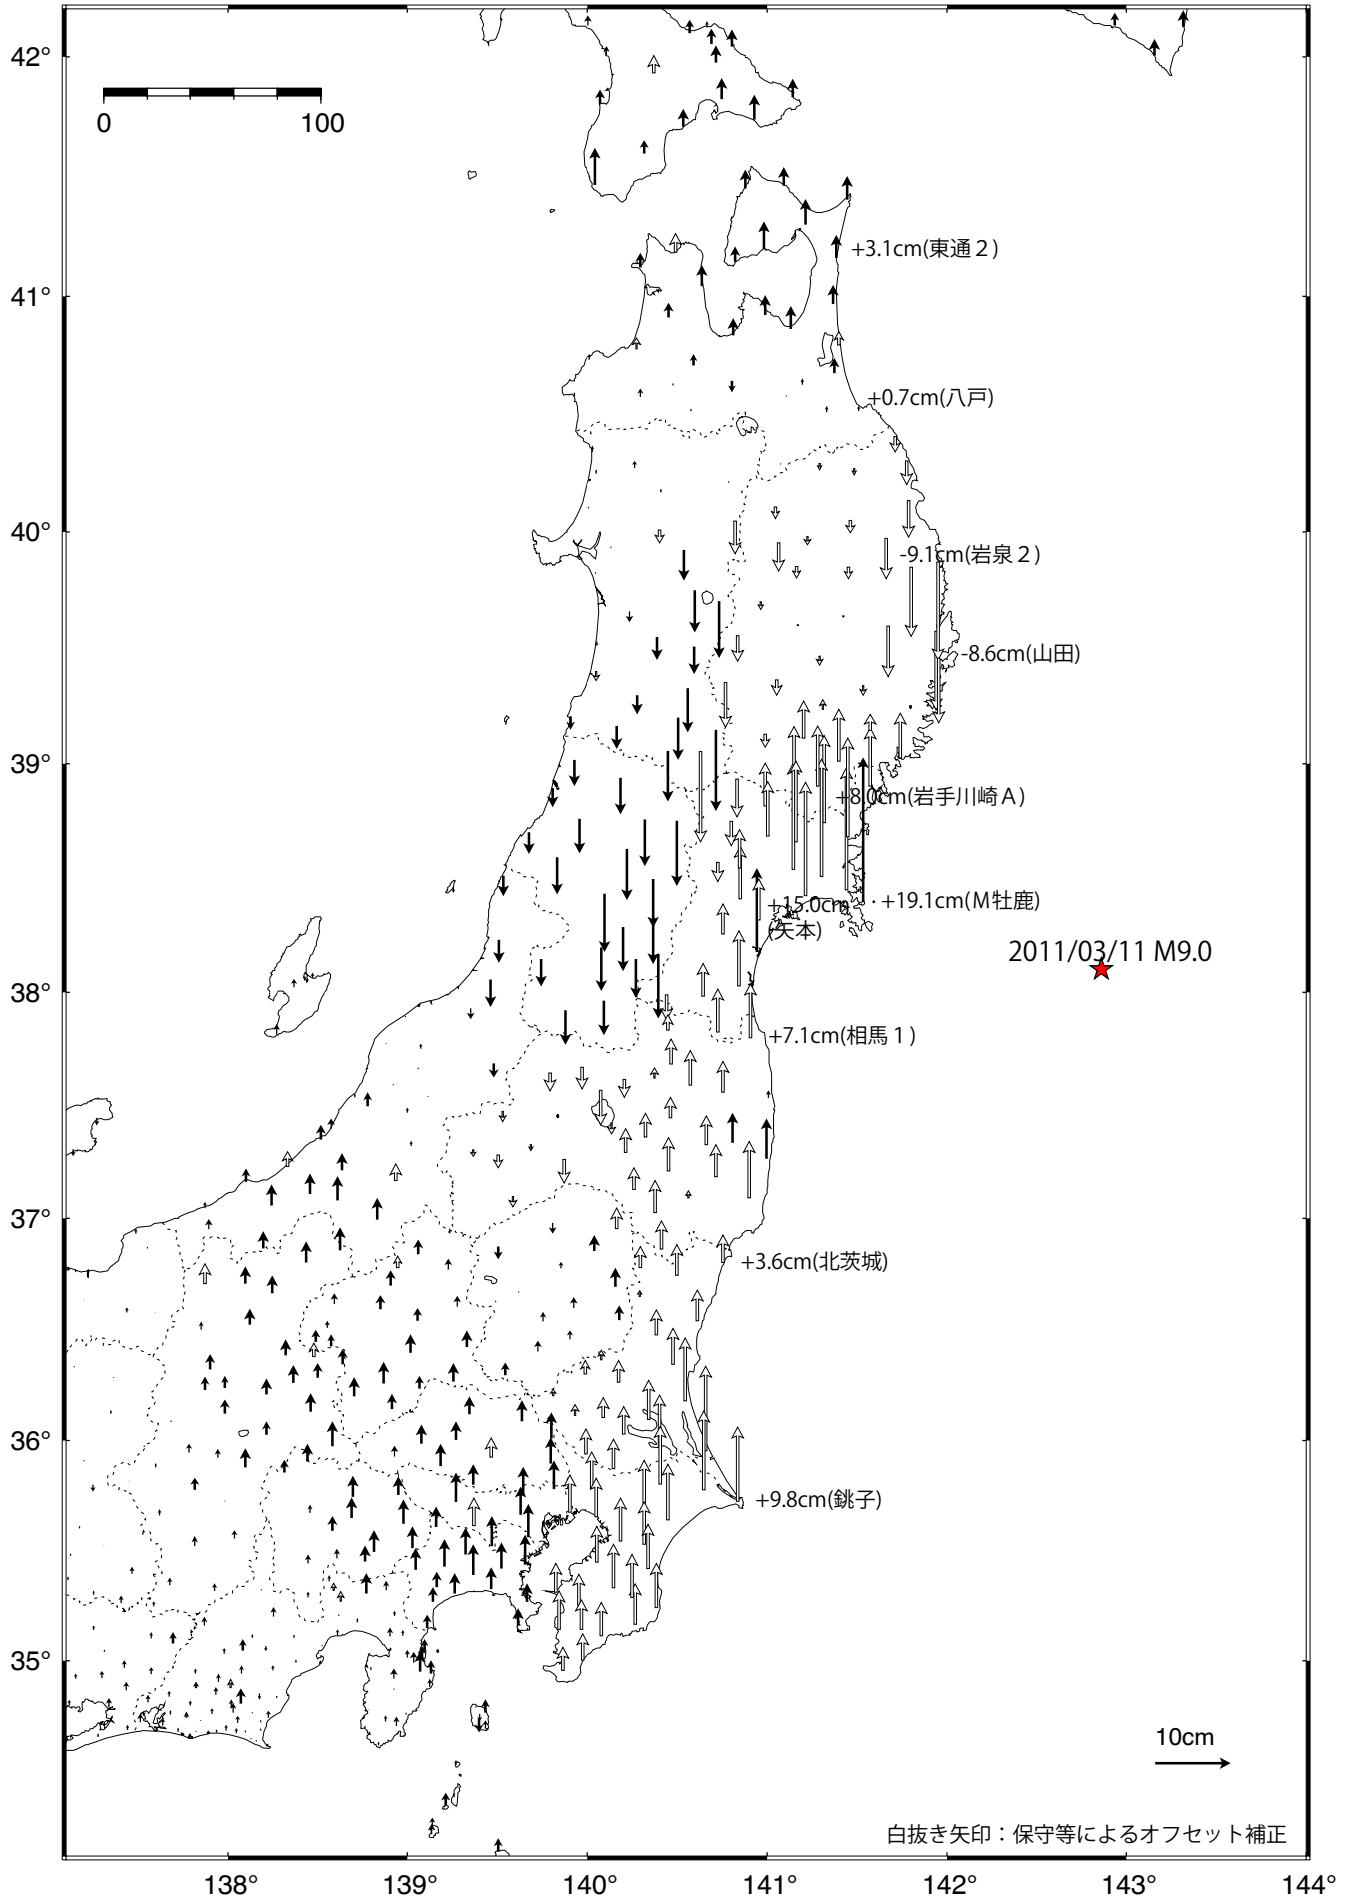 42°
0
100
+3.1cm(東通２)
41°
+0.7cm(八戸)
40°
-9.1cm(岩泉２)
-8.6cm(山田)
39°
+8.0cm(岩手川崎Ａ)
+19.1cm(Ｍ牡鹿)
+15.0cm
(矢本)
2011/03/11 M9.0
38°
+7.1cm(相馬１)
37°
+3.6cm(北茨城)
36°
+9.8cm(銚子)
35°
10cm
白抜き矢印：保守等によるオフセット補正
138°
139°
140°
141°
142°
143°
144°